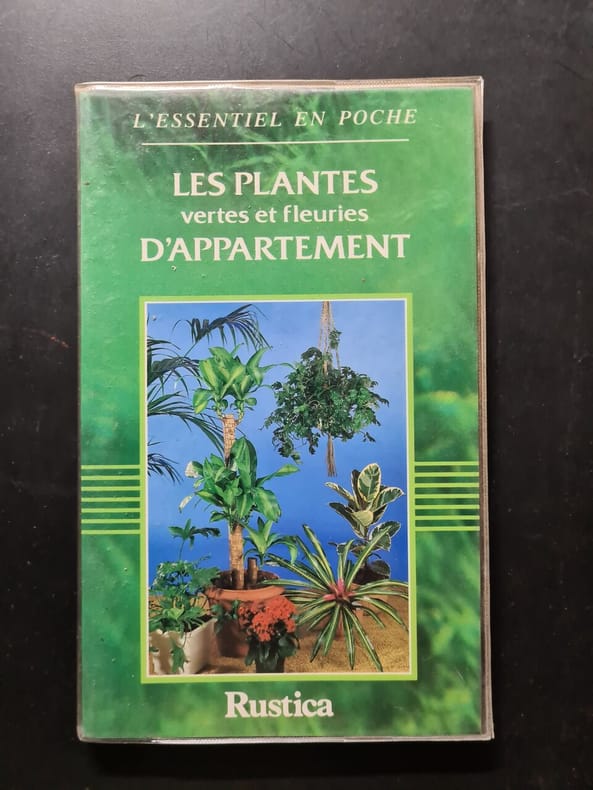 L'ESSENTIEL EN POCHE
LES PLANTES
vertes et fleuries
D'APPARTEMENT
Rustica